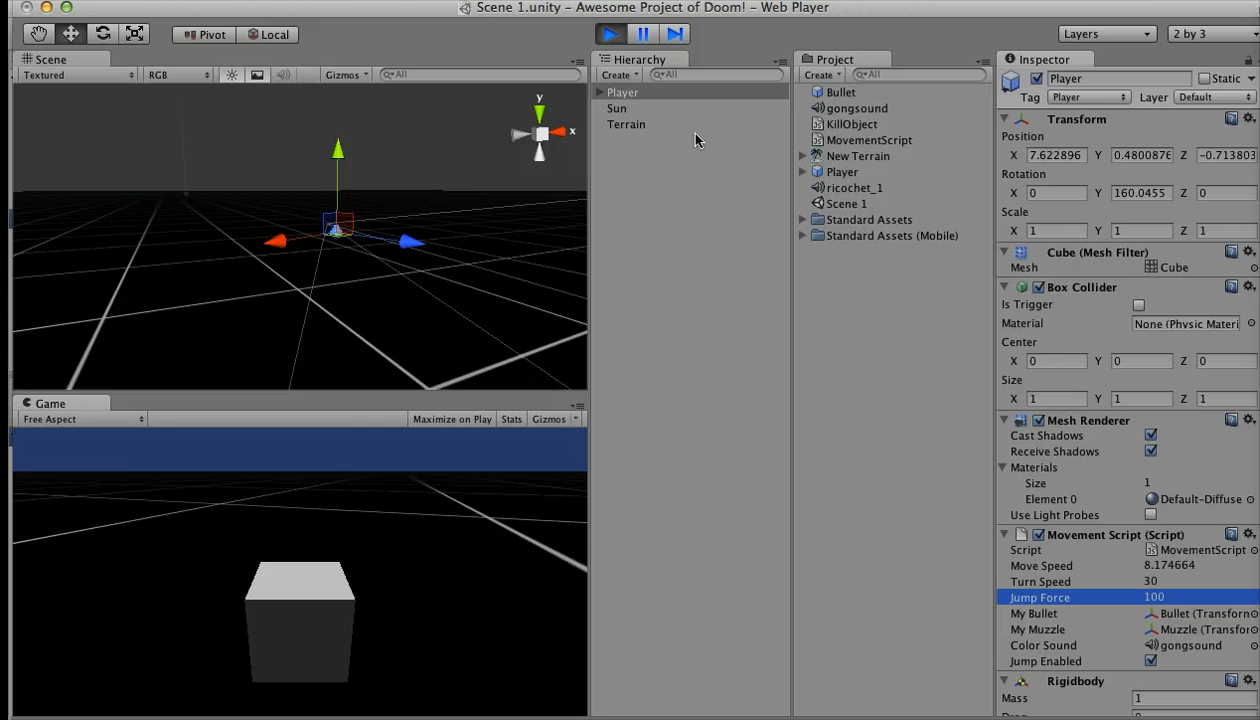 Scene 1.unity - Awesome Project of Doom! - Web Player
Pivot Local Layers 2 by 3
Scene
Textured RGB Gizmos All
y
x
Game
Free Aspect Maximize on Play Stats Gizmos
Hierarchy
Create All
Player
Sun
Terrain
Project
Create All
Bullet
gongsound
KillObject
MovementScript
New Terrain
Player
ricochet_1
Scene 1
Standard Assets
Standard Assets (Mobile)
Inspector
Player Static
Tag Player Layer Default
Transform
Position
X 7.622896 Y 0.4800876 Z -0.713803
Rotation
X 0 Y 160.0455 Z 0
Scale
X 1 Y 1 Z 1
Cube (Mesh Filter)
Mesh Cube
Box Collider
Is Trigger
Material None (Physic Materi
Center
X 0 Y 0 Z 0
Size
X 1 Y 1 Z 1
Mesh Renderer
Cast Shadows
Receive Shadows
Materials
Size 1
Element 0 Default-Diffuse
Use Light Probes
Movement Script (Script)
Script MovementScript
Move Speed 8.174664
Turn Speed 30
Jump Force 100
My Bullet Bullet (Transform
My Muzzle Muzzle (Transfor
Color Sound gongsound
Jump Enabled
Rigidbody
Mass 1